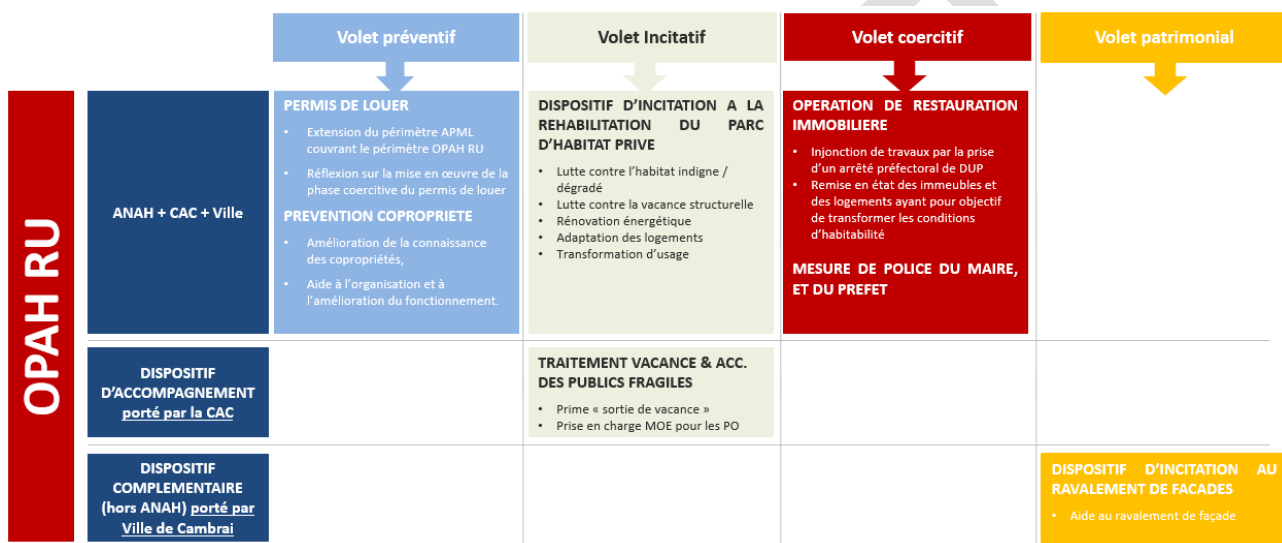 Volet préventif
Volet Incitatif
Volet coercitif
Volet patrimonial
OPAH RU
ANAH + CAC + Ville
PERMIS DE LOUER
• Extension du périmètre APML
couvrant le périmètre OPAH RU
• Réflexion sur la mise en œuvre de la
phase coercitive du permis de louer
PREVENTION COPROPRIETE
• Amélioration de la connaissance
des copropriétés,
• Aide à l'organisation et à
l'amélioration du fonctionnement.
DISPOSITIF D'INCITATION A LA
REHABILITATION DU PARC
D'HABITAT PRIVE
• Lutte contre l'habitat indigne /
dégradé
• Lutte contre la vacance structurelle
• Rénovation énergétique
• Adaptation des logements
• Transformation d'usage
OPERATION DE RESTAURATION
IMMOBILIERE
• Injonction de travaux par la prise
d'un arrêté préfectoral de DUP
• Remise en état des immeubles et
des logements ayant pour objectif
de transformer les conditions
d'habitabilité
MESURE DE POLICE DU MAIRE,
ET DU PREFET
DISPOSITIF
D'ACCOMPAGNEMENT
porté par la CAC
TRAITEMENT VACANCE & ACC.
DES PUBLICS FRAGILES
• Prime « sortie de vacance »
• Prise en charge MOE pour les PO
DISPOSITIF
COMPLEMENTAIRE
(hors ANAH) porté par
Ville de Cambrai
DISPOSITIF D'INCITATION AU
RAVALEMENT DE FACADES
• Aide au ravalement de façade